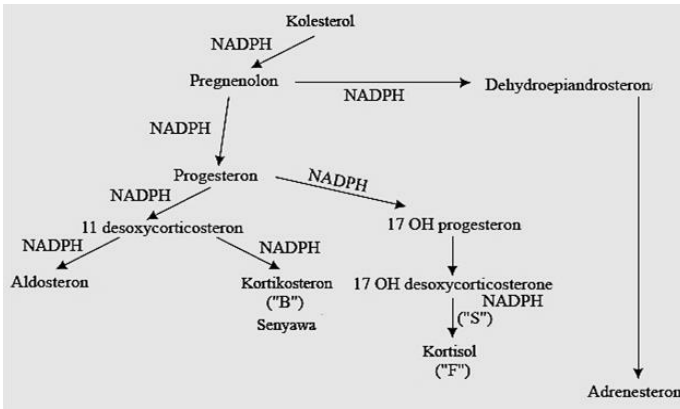 Kolesterol
NADPH
Pregnenolon
NADPH
Dehydroepiandrosteron
NADPH
Progesteron
NADPH
NADPH
11 desoxycorticosteron
17 OH progesteron
NADPH
NADPH
Aldosteron
Kortikosteron
("B")
Senyawa
17 OH desoxycorticosterone
NADPH
("S")
Kortisol
("F")
Adrenesteron